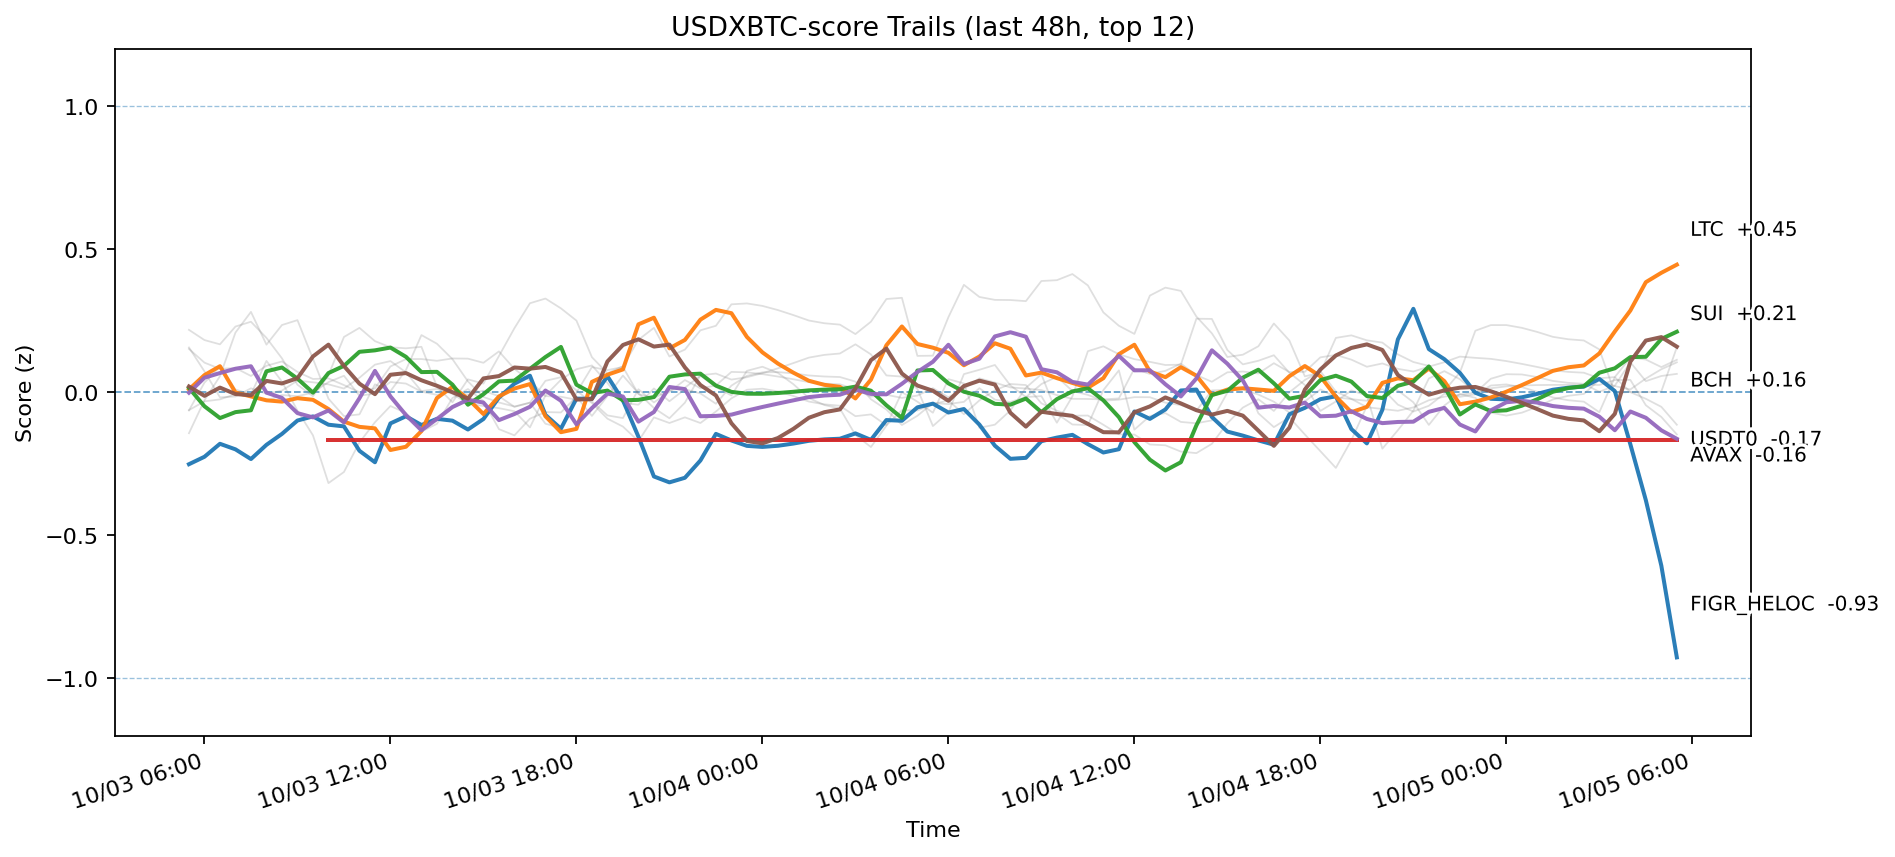 USDXBTC-score Trails (last 48h, top 12)
Score (z)
1.0
0.5
0.0
−0.5
−1.0
LTC +0.45
SUI +0.21
BCH +0.16
USDT0 -0.17
AVAX -0.16
FIGR_HELOC -0.93
10/03 06:00
10/03 12:00
10/03 18:00
10/04 00:00
10/04 06:00
10/04 12:00
10/04 18:00
10/05 00:00
10/05 06:00
Time